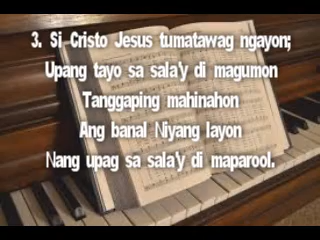 3. Si Cristo Jesus tumatawag ngayon;
Upang tayo sa sala'y di magumon
Tanggaping mahinahon
Ang banal Niyang layon
Nang upag sa sala'y di maparool.